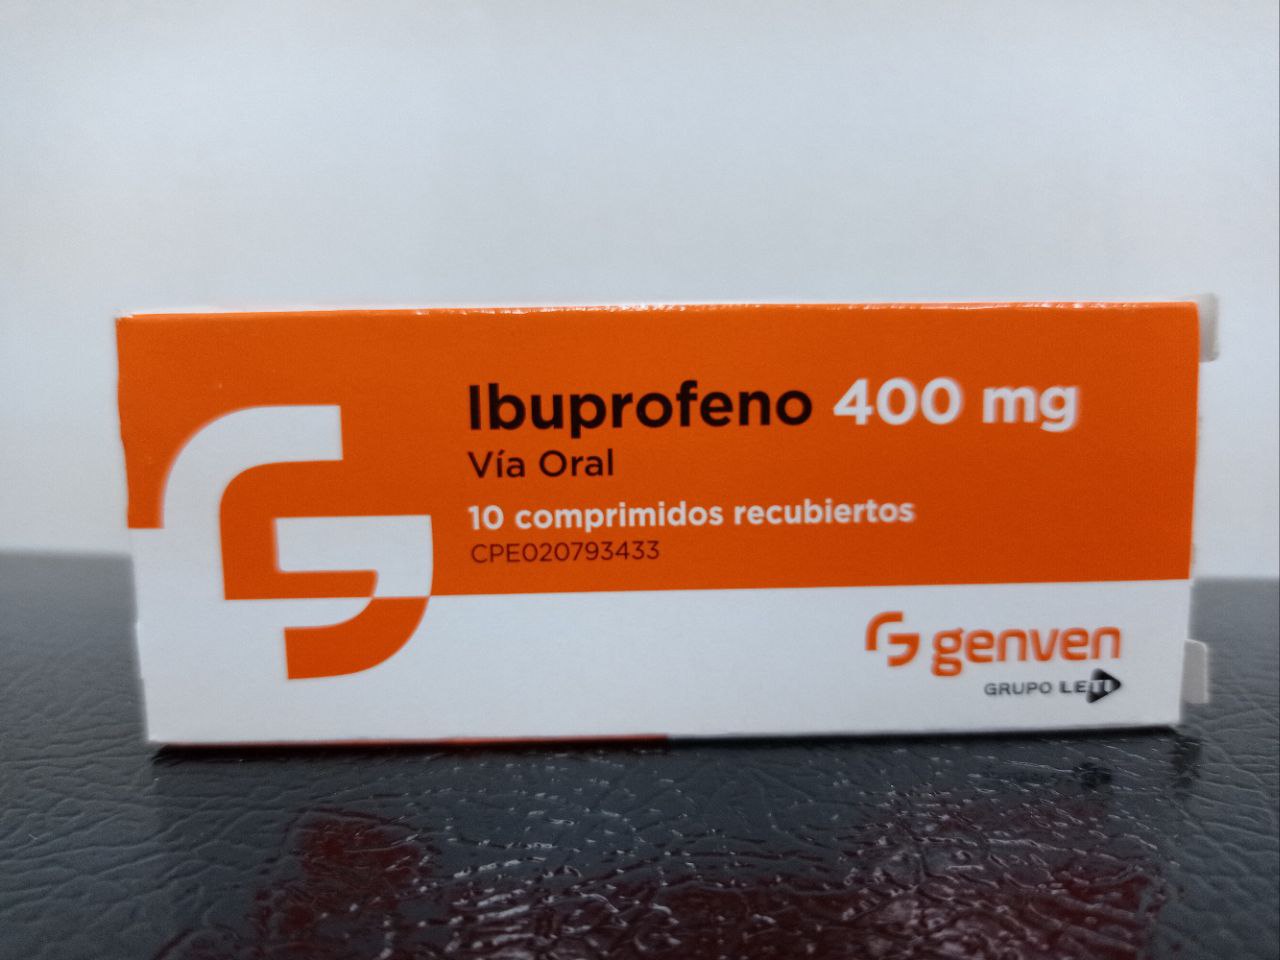 Ibuprofeno 400 mg
Vía Oral
10 comprimidos recubiertos
CPE020793433
genven
GRUPO LETI